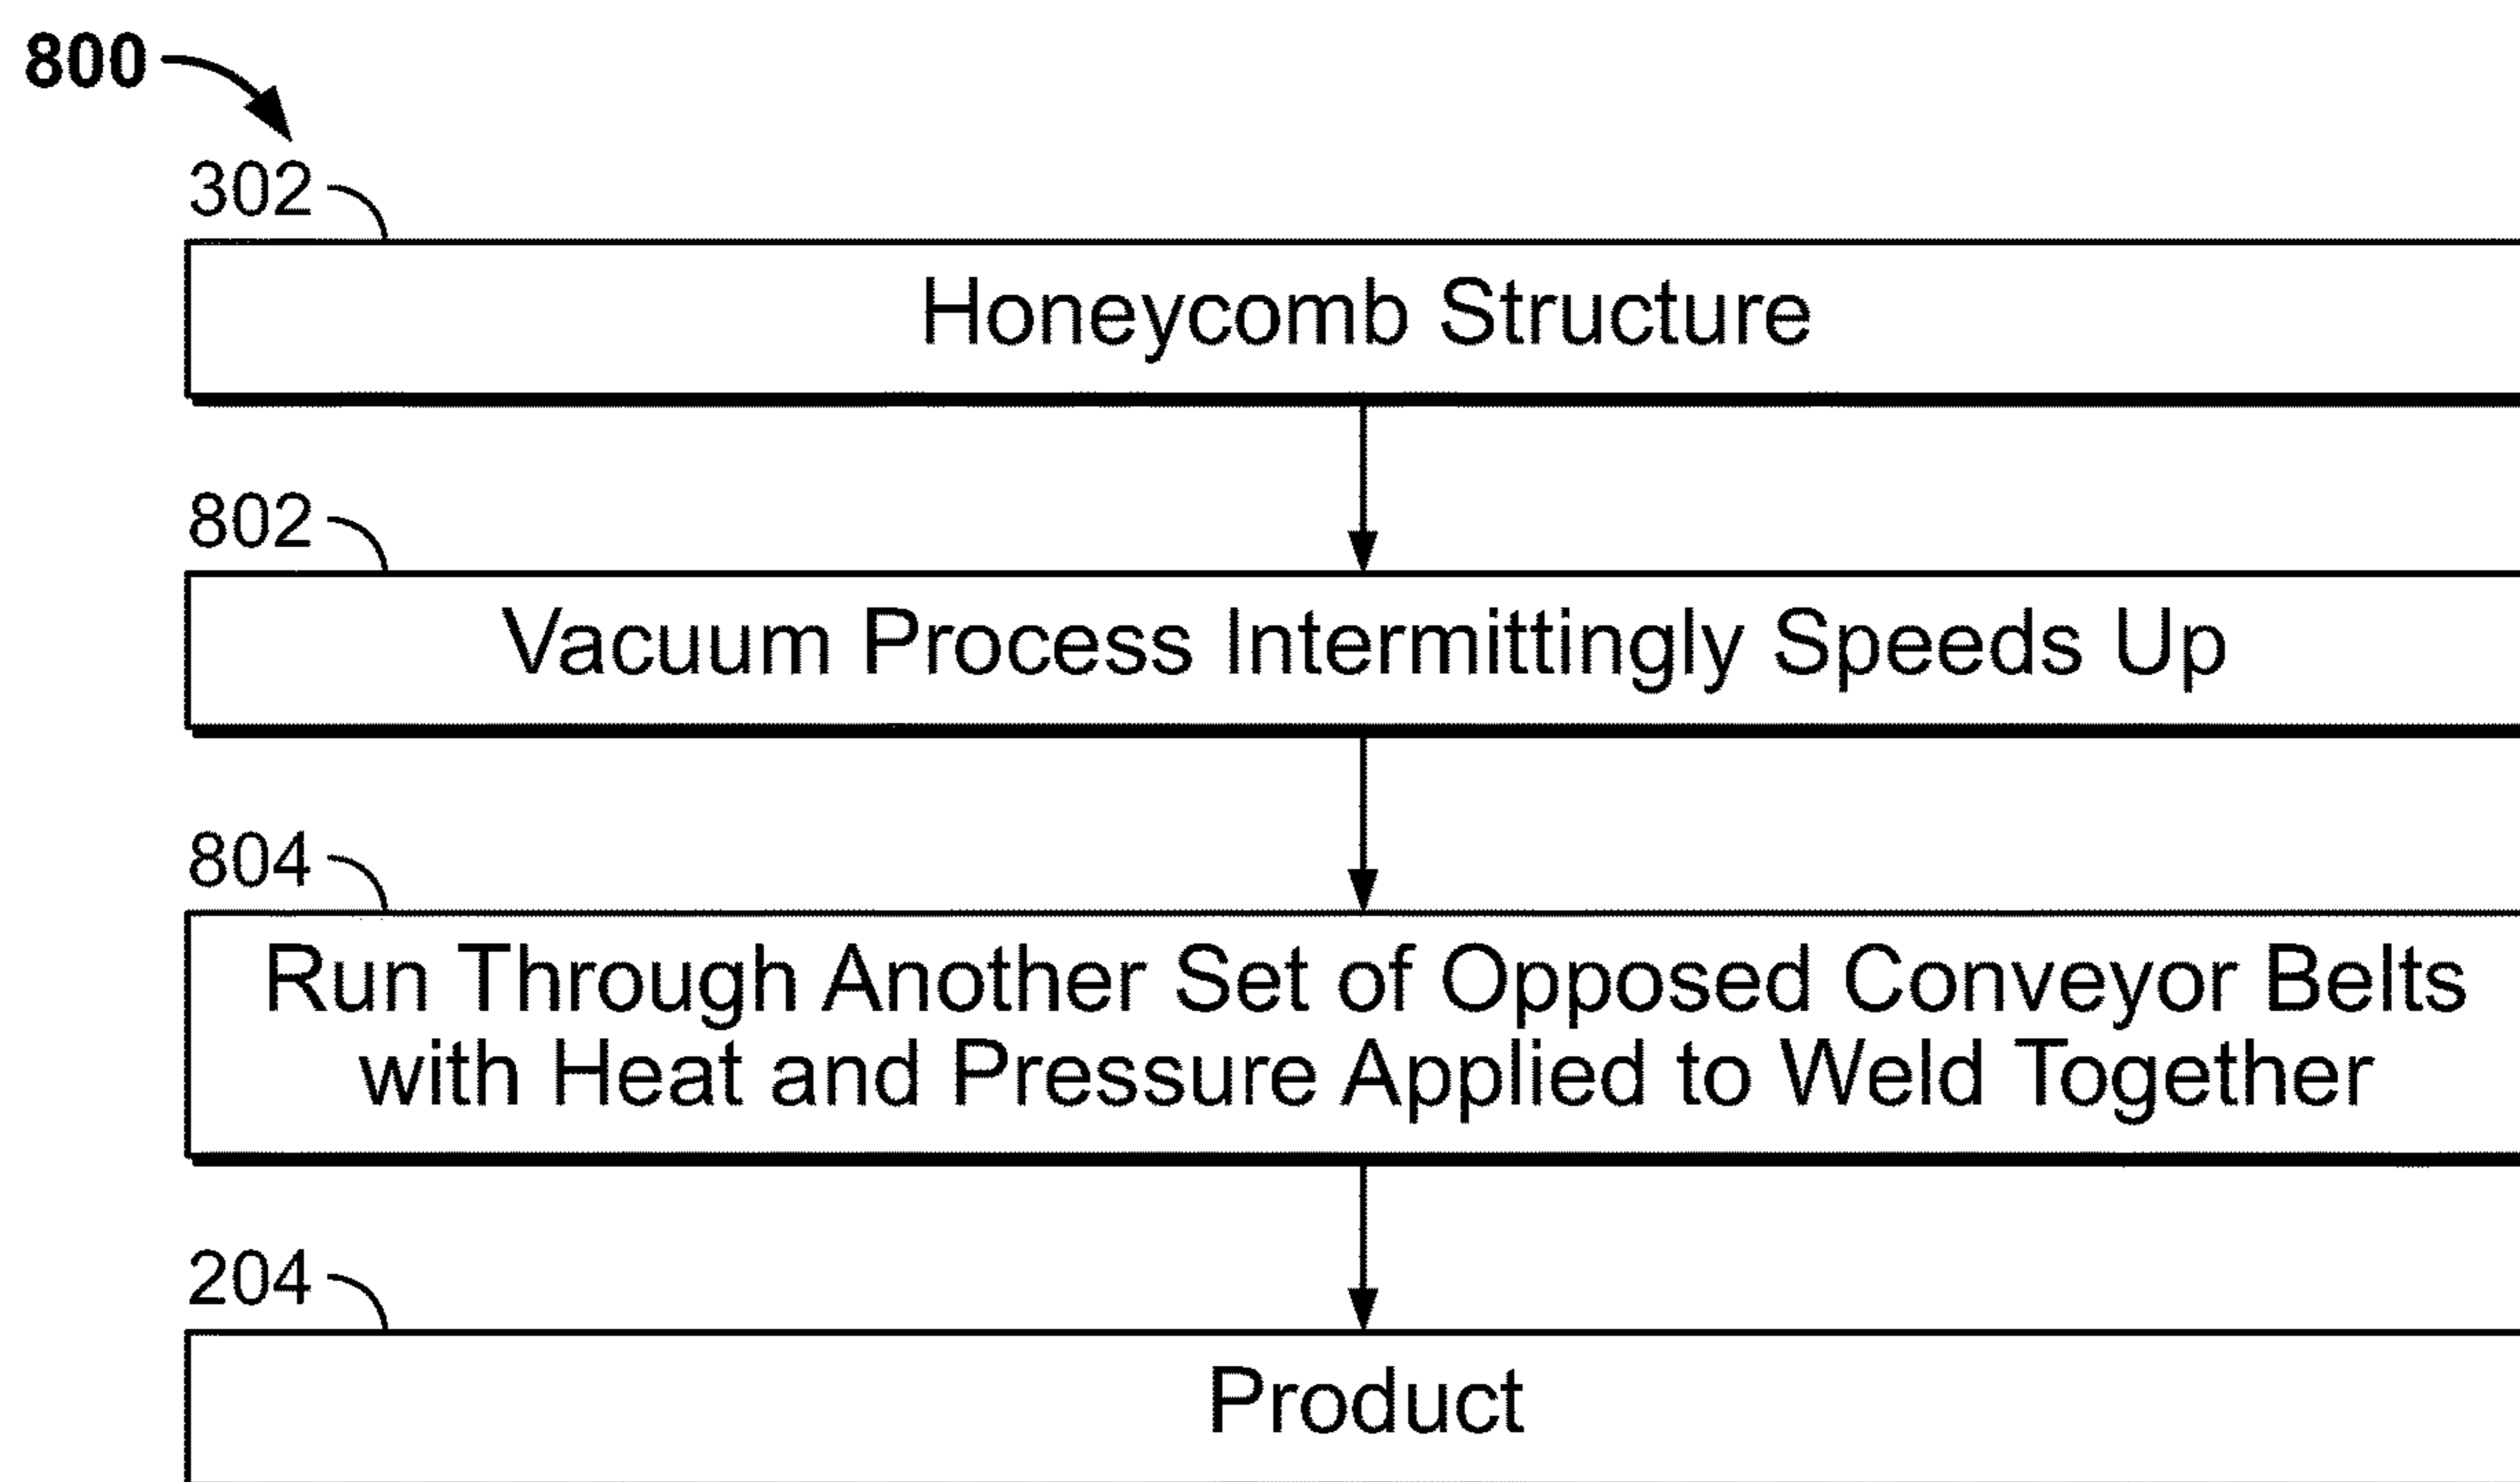 800
302
Honeycomb Structure
802
Vacuum Process Intermittingly Speeds Up
804
Run Through Another Set of Opposed Conveyor Belts
with Heat and Pressure Applied to Weld Together
204
Product